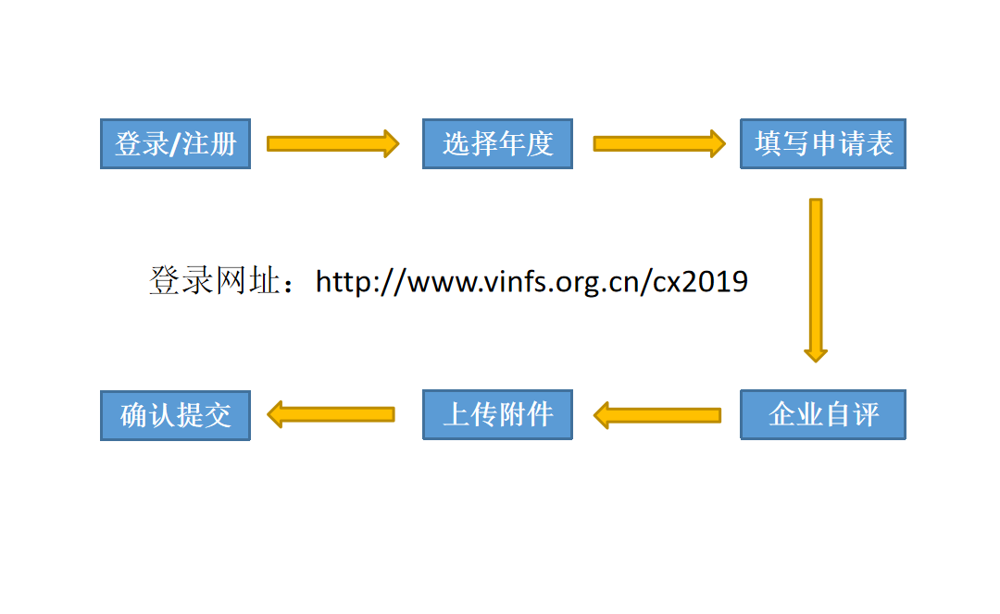 登录/注册
选择年度
填写申请表
登录网址：http://www.vinfs.org.cn/cx2019
确认提交
上传附件
企业自评